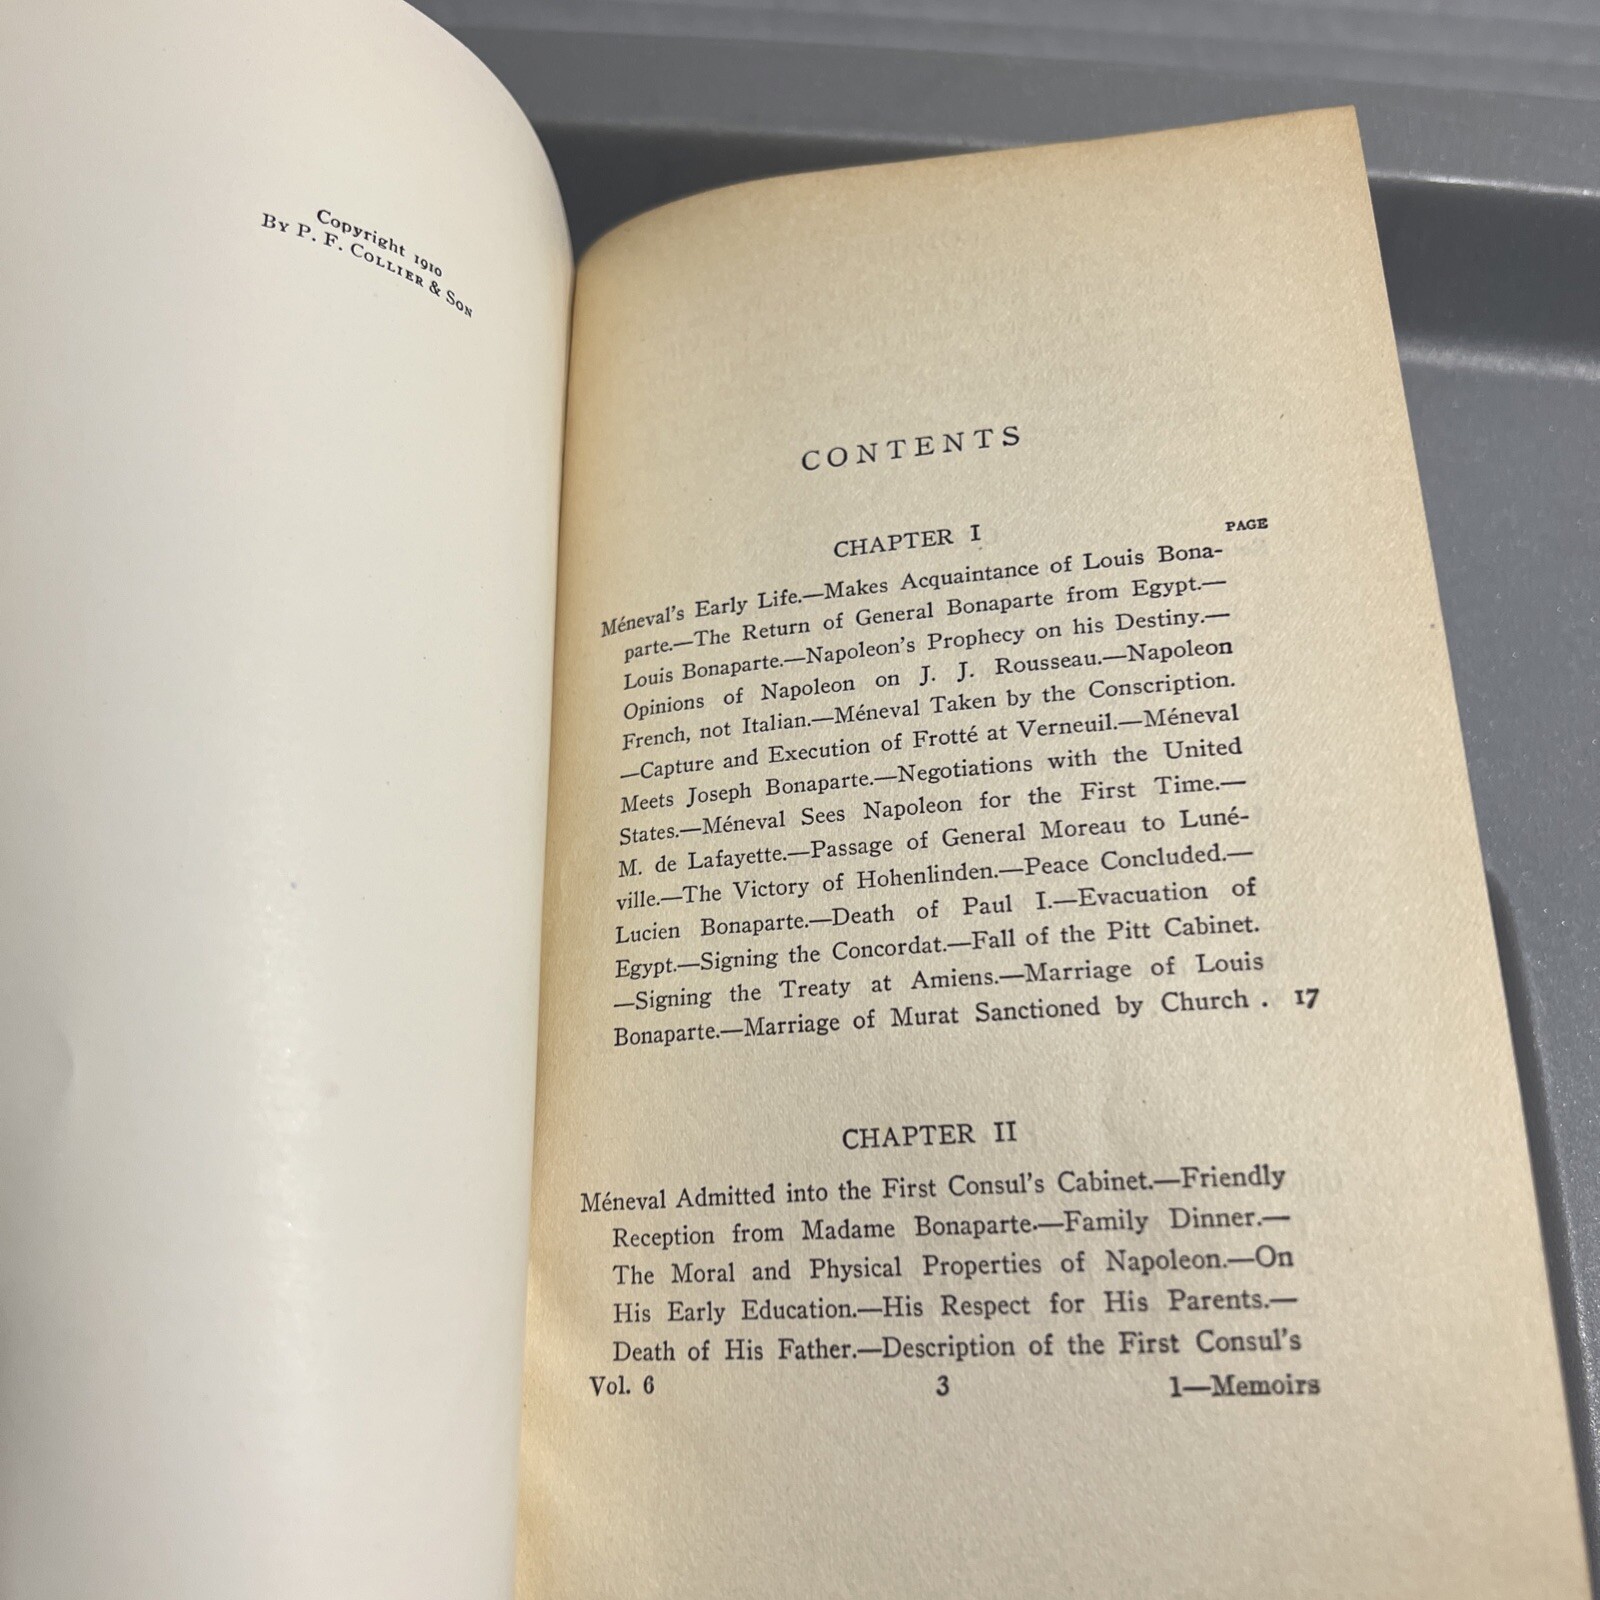 Copyright 1910
By P. F. Collier & Son
CONTENTS
CHAPTER I
PAGE
Méneval's Early Life.—Makes Acquaintance of Louis Bona-
parte.—The Return of General Bonaparte from Egypt.—
Louis Bonaparte.—Napoleon's Prophecy on his Destiny.—
Opinions of Napoleon on J. J. Rousseau.—Napoleon
French, not Italian.—Méneval Taken by the Conscription.
—Capture and Execution of Frotté at Verneuil.—Méneval
Meets Joseph Bonaparte.—Negotiations with the United
States.—Méneval Sees Napoleon for the First Time.—
M. de Lafayette.—Passage of General Moreau to Luné-
ville.—The Victory of Hohenlinden.—Peace Concluded.—
Lucien Bonaparte.—Death of Paul I.—Evacuation of
Egypt.—Signing the Concordat.—Fall of the Pitt Cabinet.
—Signing the Treaty at Amiens.—Marriage of Louis
Bonaparte.—Marriage of Murat Sanctioned by Church . 17
CHAPTER II
Méneval Admitted into the First Consul's Cabinet.—Friendly
Reception from Madame Bonaparte.—Family Dinner.—
The Moral and Physical Properties of Napoleon.—On
His Early Education.—His Respect for His Parents.—
Death of His Father.—Description of the First Consul's
Vol. 6 3 1—Memoirs